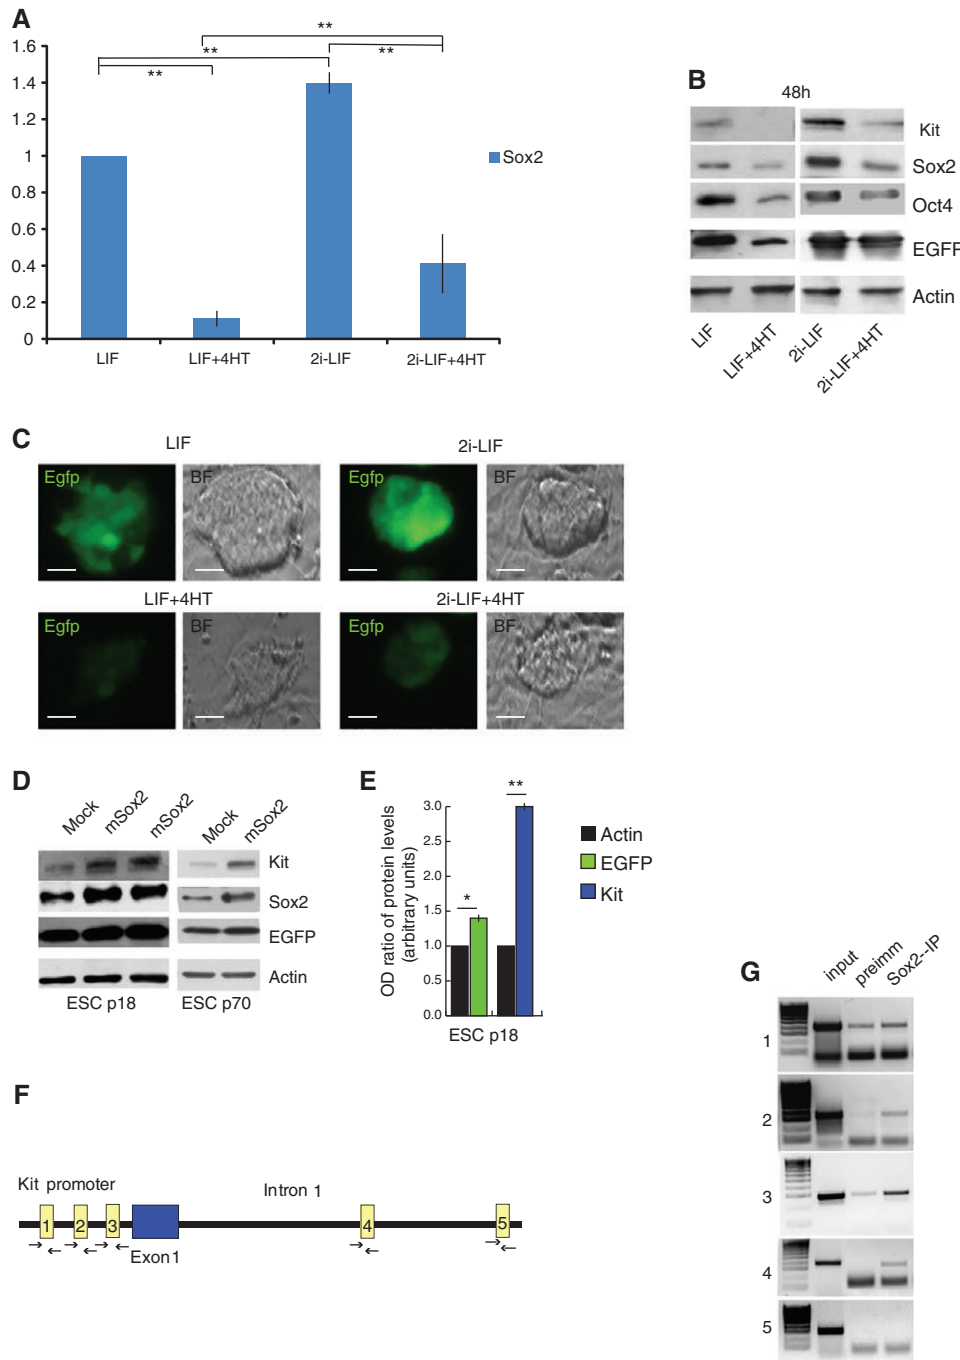 A
1.6
1.4
1
0.8
0.6
0.4
0.2
0
**
**
**
**
Sox2
LIF
LIF+4HT
2i-LIF
2i-LIF+4HT
B
48h
Kit
Sox2
Oct4
EGFP
Actin
LIF
LIF+4HT
2i-LIF
2i-LIF+4HT
C
LIF
2i-LIF
Egfp
BF
Egfp
BF
LIF+4HT
2i-LIF+4HT
Egfp
BF
Egfp
BF
D
Mock
mSox2
mSox2
Mock
mSox2
Kit
Sox2
EGFP
Actin
ESC p18
ESC p70
E
OD ratio of protein levels
(arbitrary units)
3.0
2.5
2.0
1.5
1.0
0.5
0.0
*
**
ESC p18
Actin
EGFP
Kit
F
Kit promoter
Intron 1
1
2
3
4
5
Exon1
G
input
preimm
Sox2--IP
1
2
3
4
5